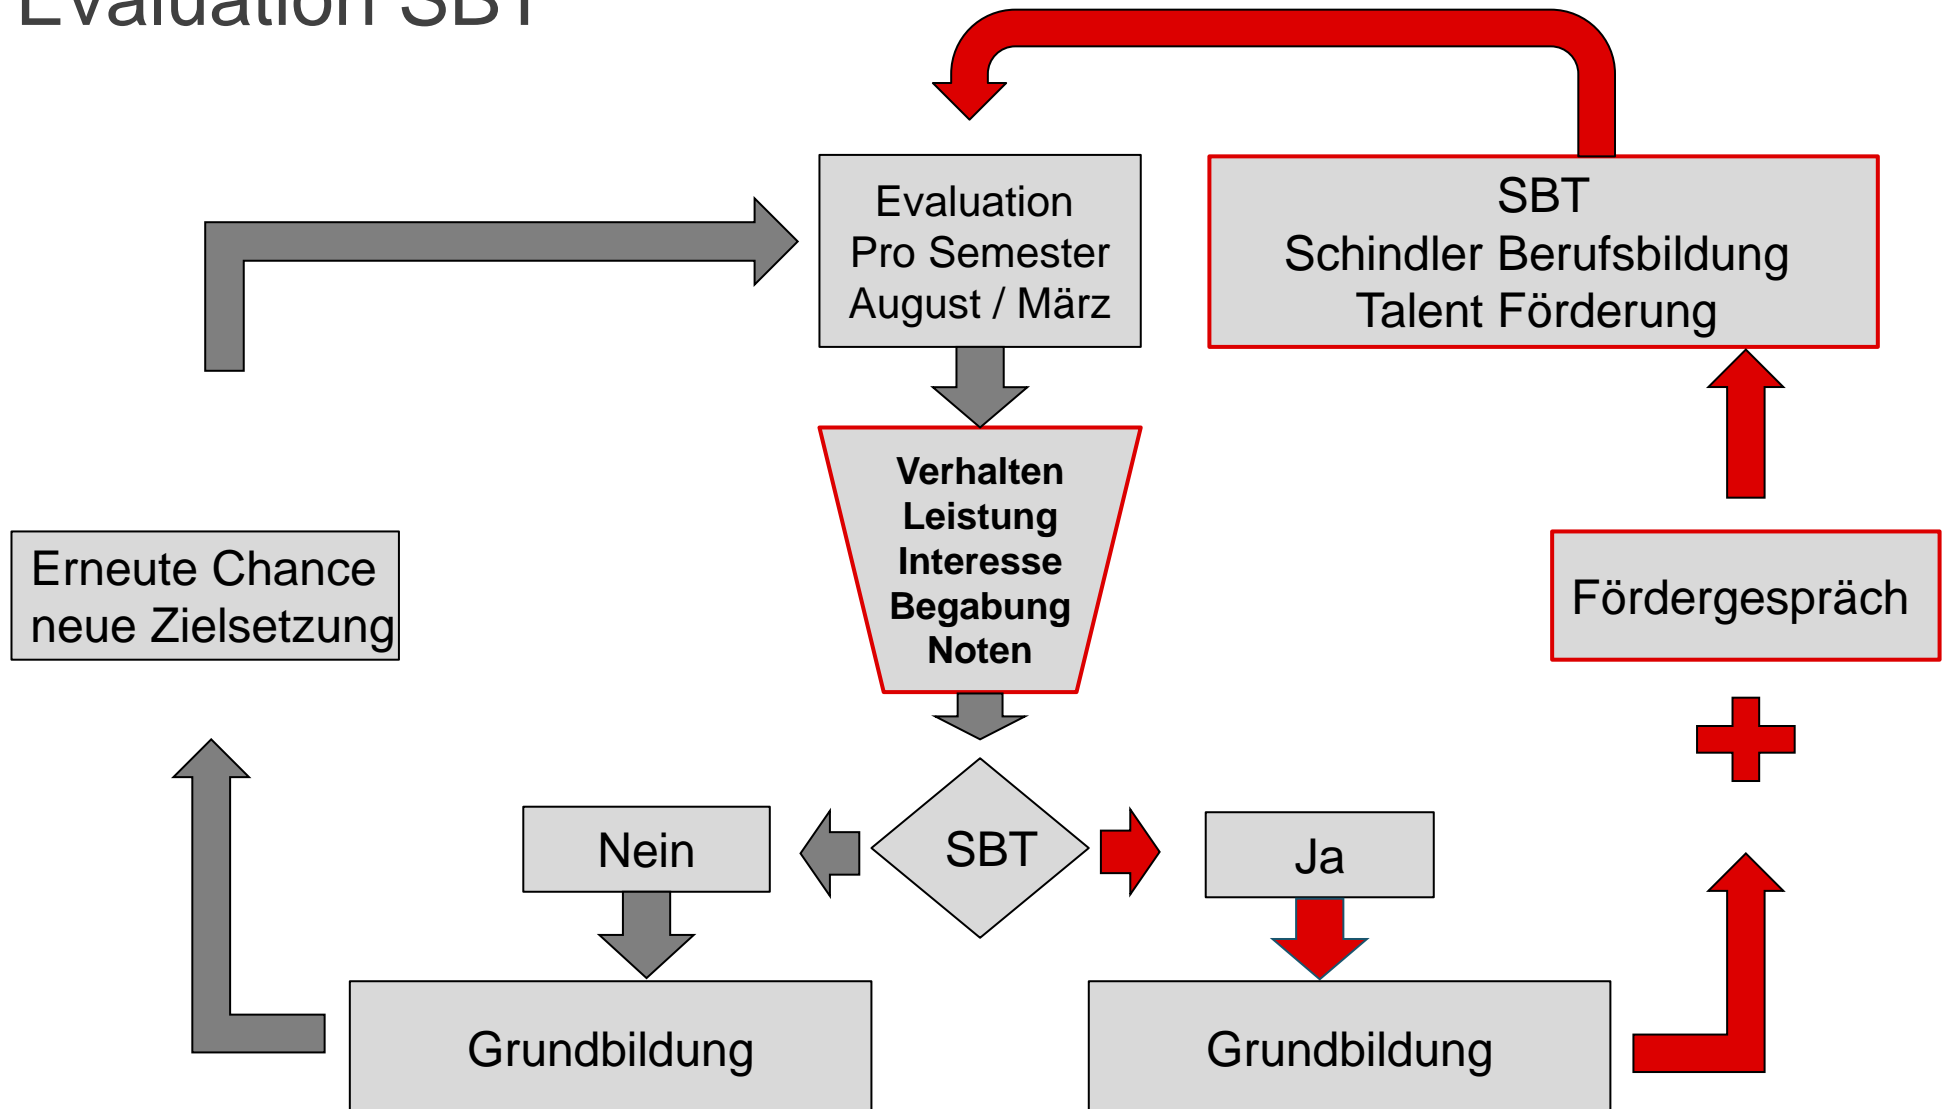 Evaluation SBT
Evaluation
Pro Semester
August / März
SBT
Schindler Berufsbildung
Talent Förderung
Verhalten
Leistung
Interesse
Begabung
Noten
Erneute Chance
neue Zielsetzung
Fördergespräch
Nein
SBT
Ja
Grundbildung
Grundbildung